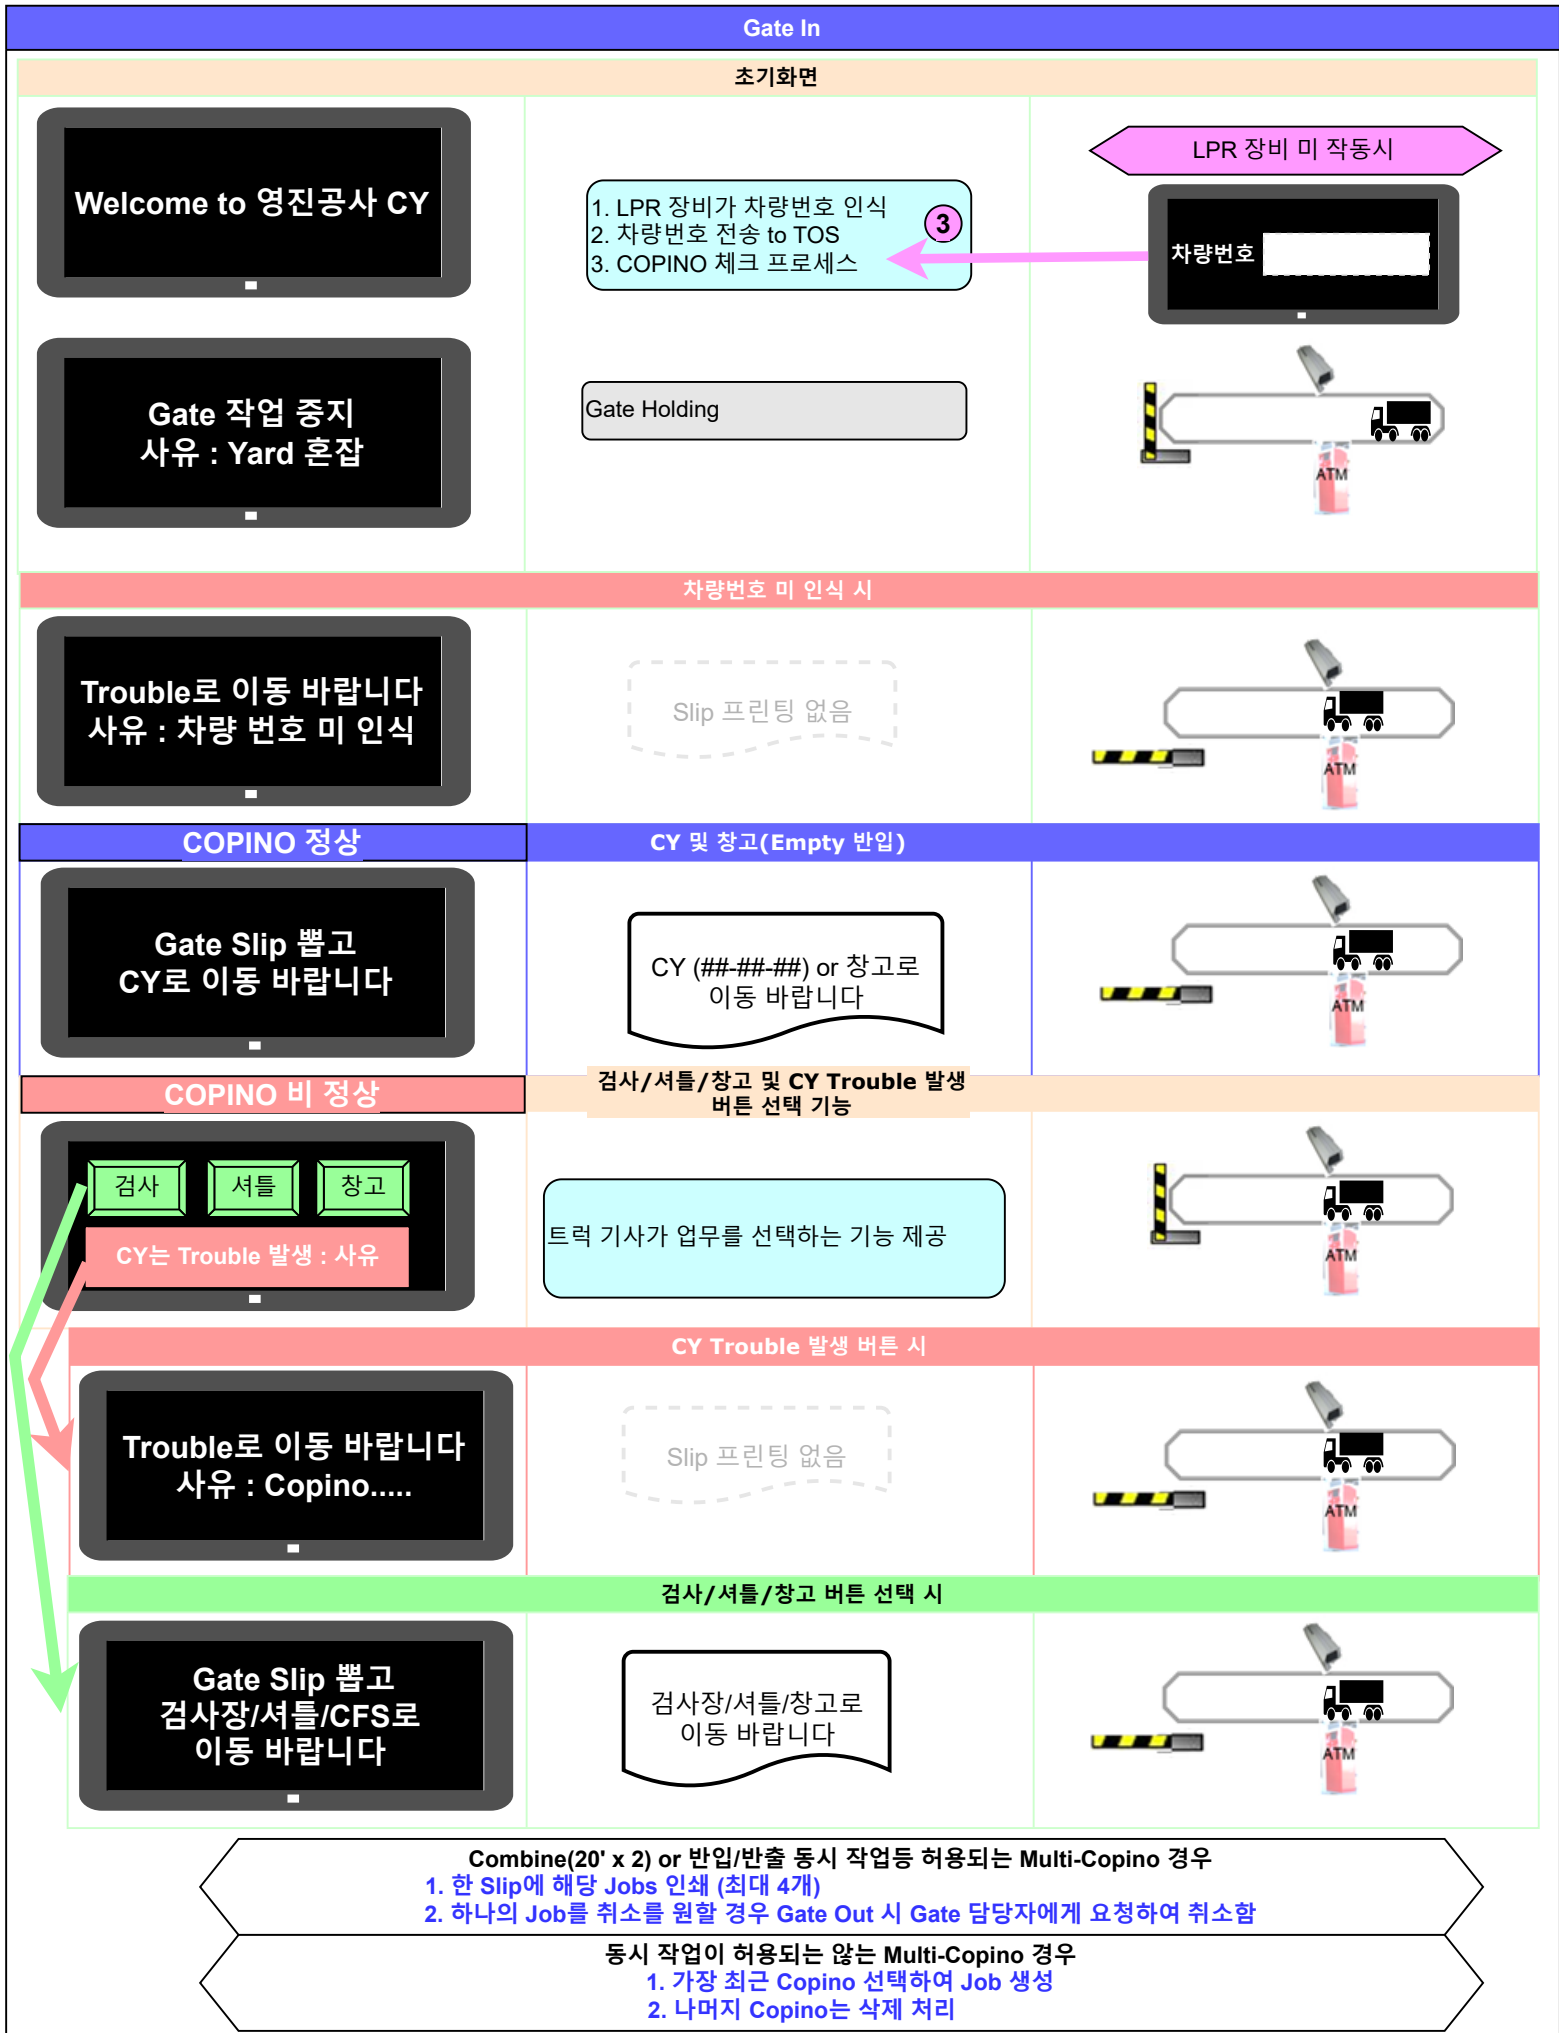 Gate In
초기화면
Welcome to 영진공사 CY
1. LPR 장비가 차량번호 인식
2. 차량번호 전송 to TOS
3. COPINO 체크 프로세스
3
LPR 장비 미 작동시
차량번호
Gate 작업 중지
사유 : Yard 혼잡
Gate Holding
ATM
차량번호 미 인식 시
Trouble로 이동 바랍니다
사유 : 차량 번호 미 인식
Slip 프린팅 없음
ATM
COPINO 정상
CY 및 창고(Empty 반입)
Gate Slip 뽑고
CY로 이동 바랍니다
CY (##-##-##) or 창고로
이동 바랍니다
ATM
COPINO 비 정상
검사/셔틀/창고 및 CY Trouble 발생
버튼 선택 기능
검사
셔틀
창고
CY는 Trouble 발생 : 사유
트럭 기사가 업무를 선택하는 기능 제공
ATM
CY Trouble 발생 버튼 시
Trouble로 이동 바랍니다
사유 : Copino.....
Slip 프린팅 없음
ATM
검사/셔틀/창고 버튼 선택 시
Gate Slip 뽑고
검사장/셔틀/CFS로
이동 바랍니다
검사장/셔틀/창고로
이동 바랍니다
ATM
Combine(20' x 2) or 반입/반출 동시 작업등 허용되는 Multi-Copino 경우
1. 한 Slip에 해당 Jobs 인쇄 (최대 4개)
2. 하나의 Job를 취소를 원할 경우 Gate Out 시 Gate 담당자에게 요청하여 취소함
동시 작업이 허용되는 않는 Multi-Copino 경우
1. 가장 최근 Copino 선택하여 Job 생성
2. 나머지 Copino는 삭제 처리